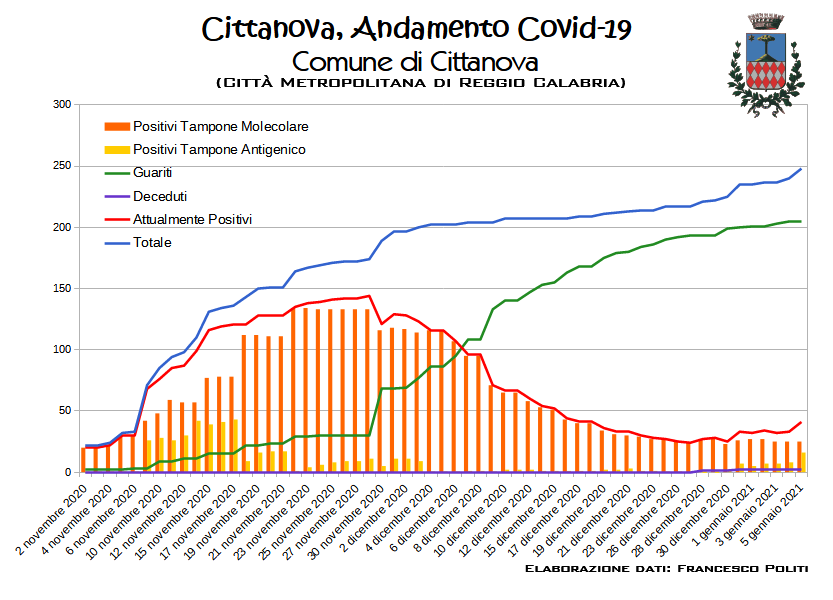 Cittanova, Andamento Covid-19
Comune di Cittanova
(Città Metropolitana di Reggio Calabria)
300
250
200
150
100
50
0
Positivi Tampone Molecolare
Positivi Tampone Antigenico
Guariti
Deceduti
Attualmente Positivi
Totale
2 novembre 2020
4 novembre 2020
6 novembre 2020
10 novembre 2020
12 novembre 2020
15 novembre 2020
17 novembre 2020
19 novembre 2020
21 novembre 2020
23 novembre 2020
25 novembre 2020
27 novembre 2020
30 novembre 2020
2 dicembre 2020
4 dicembre 2020
6 dicembre 2020
8 dicembre 2020
10 dicembre 2020
12 dicembre 2020
15 dicembre 2020
17 dicembre 2020
19 dicembre 2020
21 dicembre 2020
23 dicembre 2020
26 dicembre 2020
28 dicembre 2020
30 dicembre 2020
1 gennaio 2021
3 gennaio 2021
5 gennaio 2021
Elaborazione dati: Francesco Politi